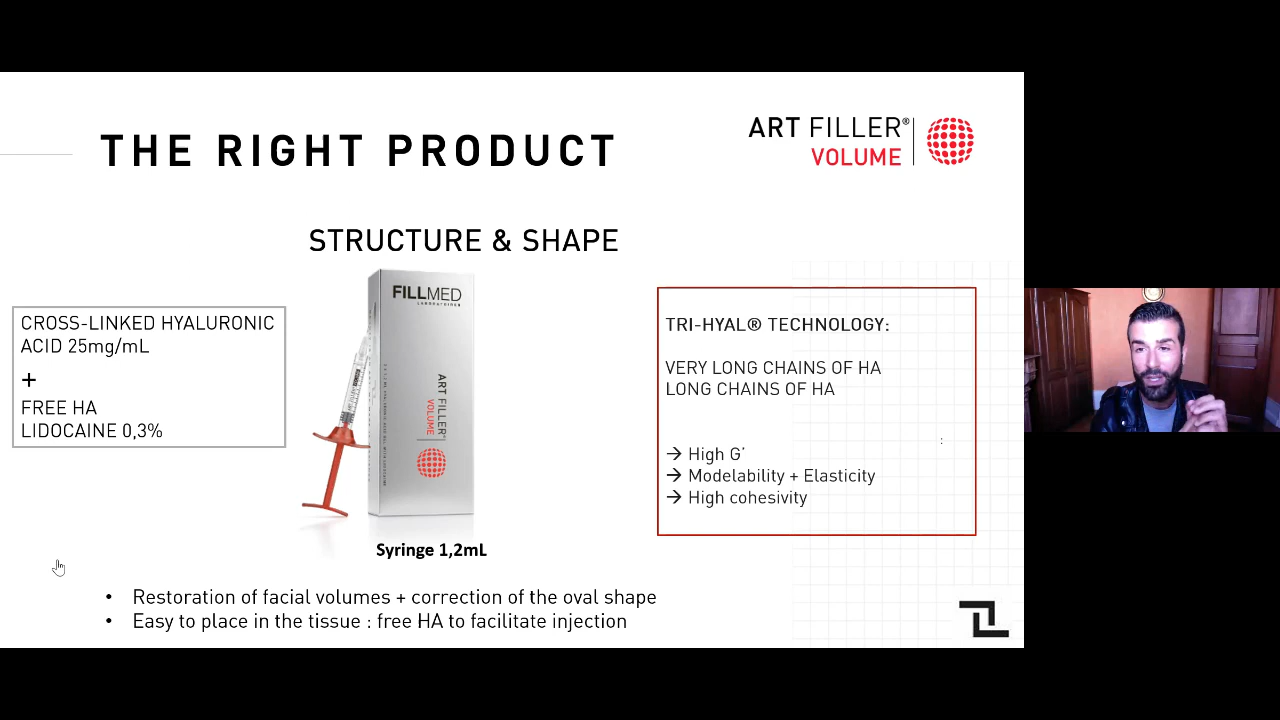 THE RIGHT PRODUCT
ART FILLER®
VOLUME
STRUCTURE & SHAPE
CROSS-LINKED HYALURONIC
ACID 25mg/mL
+
FREE HA
LIDOCAINE 0,3%
FILLMED
LABORATOIRES
ART FILLER®
VOLUME
Syringe 1,2mL
TRI-HYAL® TECHNOLOGY:
VERY LONG CHAINS OF HA
LONG CHAINS OF HA
:
→ High G'
→ Modelability + Elasticity
→ High cohesivity
• Restoration of facial volumes + correction of the oval shape
• Easy to place in the tissue : free HA to facilitate injection